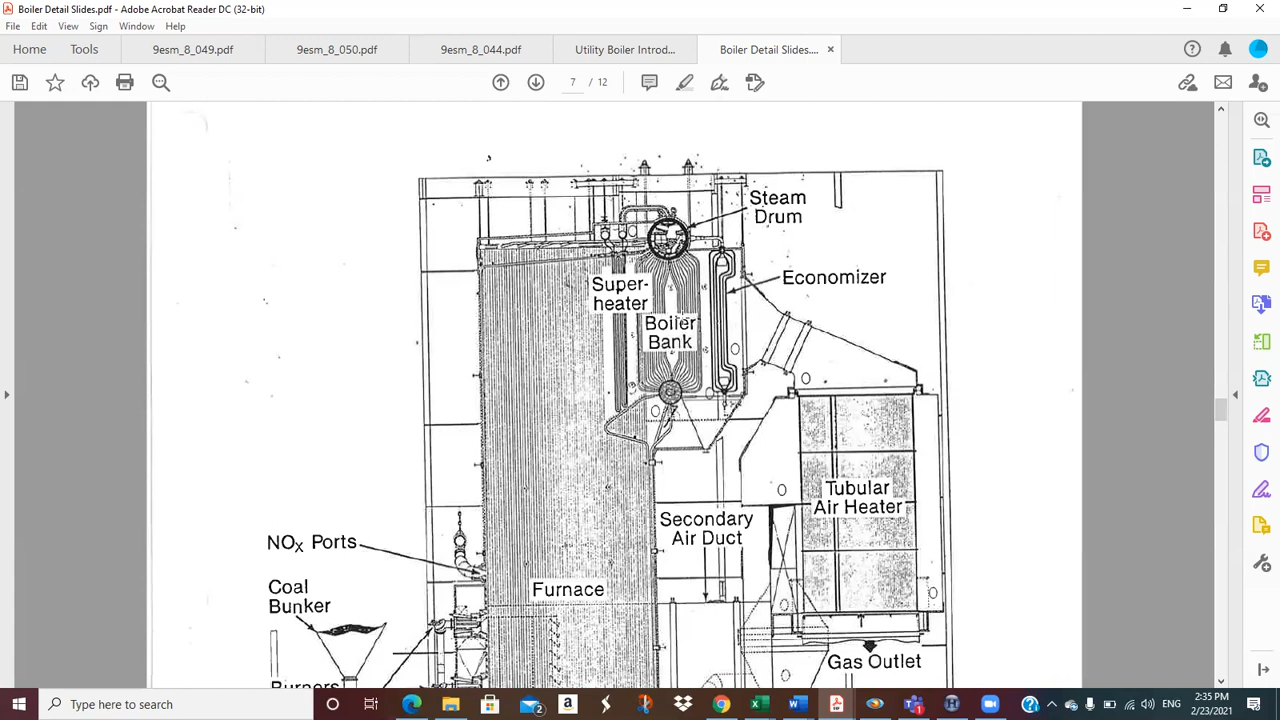 Boiler Detail Slides.pdf - Adobe Acrobat Reader DC (32-bit)
File Edit View Sign Window Help
Home Tools 9esm_8_049.pdf 9esm_8_050.pdf 9esm_8_044.pdf Utility Boiler Introd... Boiler Detail Slides.... ×
7 / 12
Steam
Drum
Economizer
Super-
heater
Boiler
Bank
Tubular
Air Heater
Secondary
Air Duct
NOx Ports
Furnace
Coal
Bunker
Gas Outlet
Burners
Type here to search
ENG
2:35 PM
2/23/2021